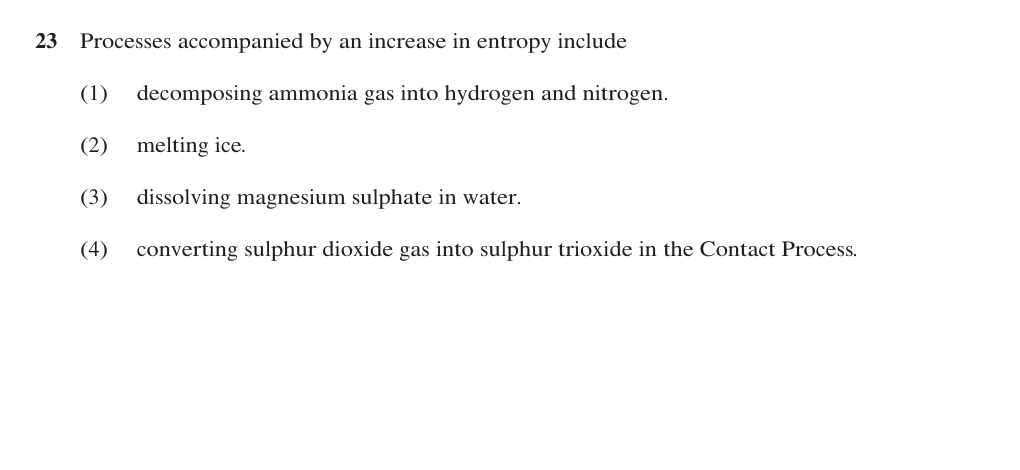 23 Processes accompanied by an increase in entropy include
(1) decomposing ammonia gas into hydrogen and nitrogen.
(2) melting ice.
(3) dissolving magnesium sulphate in water.
(4) converting sulphur dioxide gas into sulphur trioxide in the Contact Process.